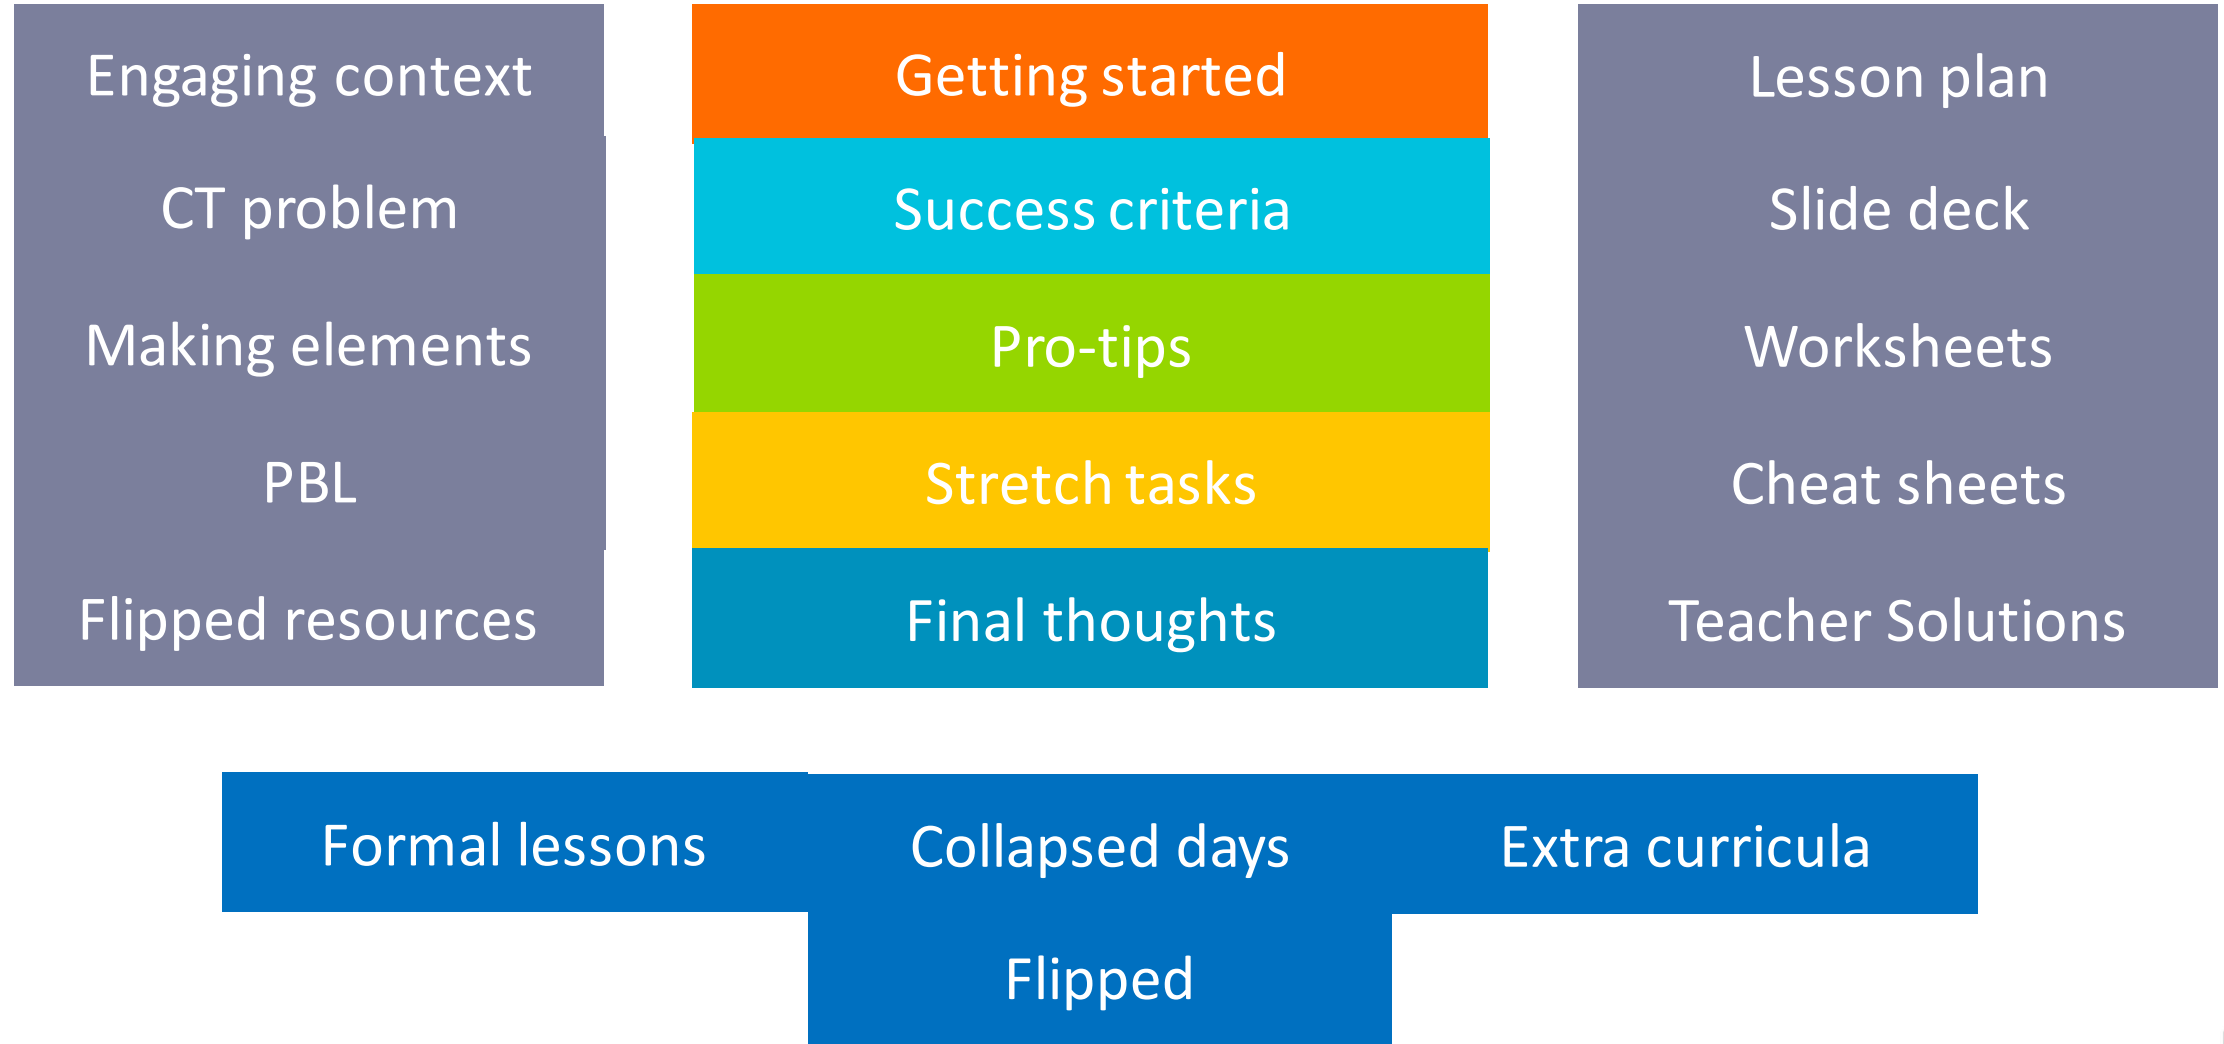 Engaging context
CT problem
Making elements
PBL
Flipped resources
Getting started
Success criteria
Pro-tips
Stretch tasks
Final thoughts
Lesson plan
Slide deck
Worksheets
Cheat sheets
Teacher Solutions
Formal lessons
Collapsed days
Extra curricula
Flipped